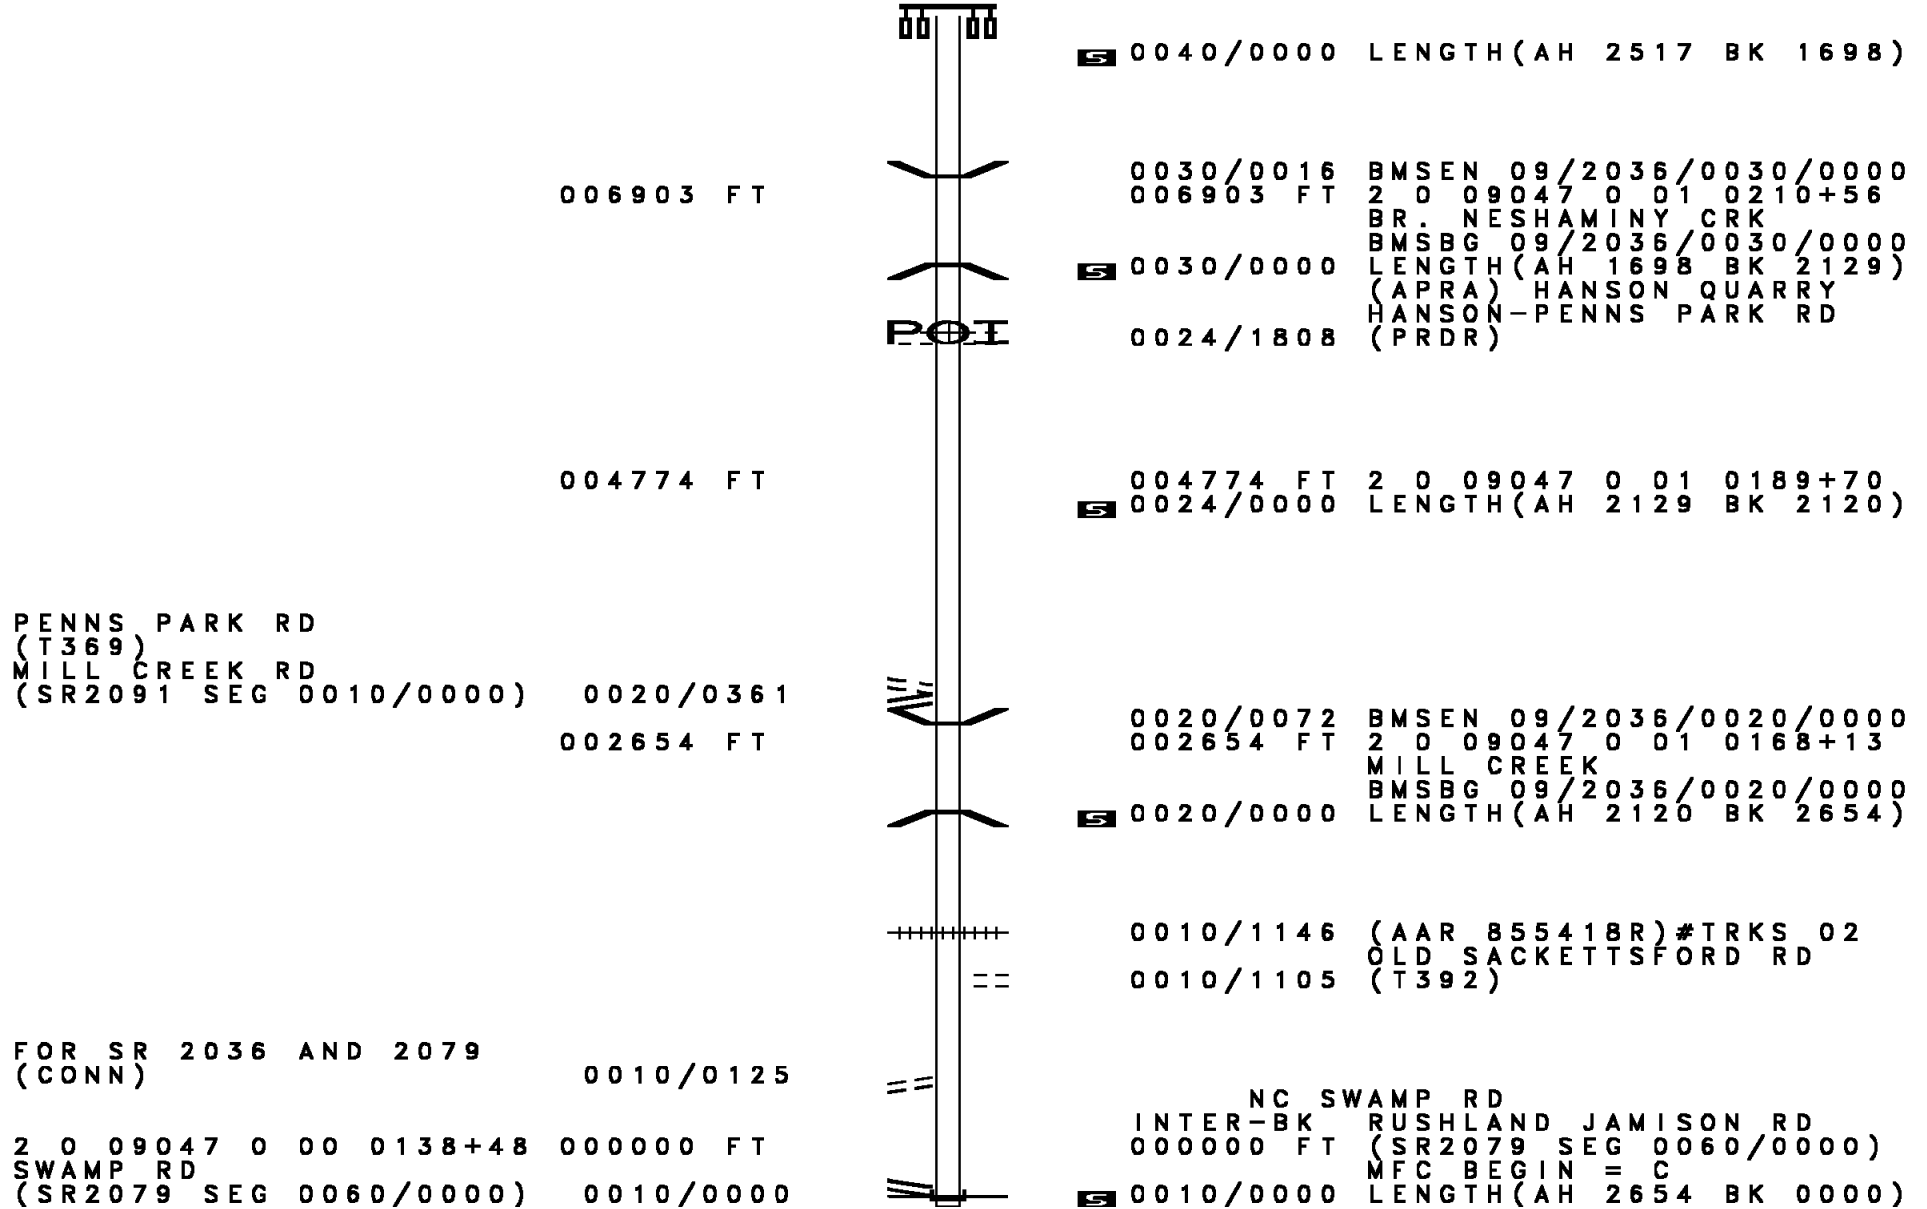 0040/0000 LENGTH(AH 2517 BK 1698)
0030/0016 BMSEN 09/2036/0030/0000
006903 FT 006903 FT 2 0 09047 0 01 0210+56
BR. NESHAMINY CRK
BMSBG 09/2036/0030/0000
S 0030/0000 LENGTH(AH 1698 BK 2129)
(APRA) HANSON QUARRY
HANSON-PENNS PARK RD
POI 0024/1808 (PRDR)
004774 FT 004774 FT 2 0 09047 0 01 0189+70
S 0024/0000 LENGTH(AH 2129 BK 2120)
PENNS PARK RD
(T369)
MILL CREEK RD
(SR2091 SEG 0010/0000) 0020/0361
0020/0072 BMSEN 09/2036/0020/0000
002654 FT 002654 FT 2 0 09047 0 01 0168+13
MILL CREEK
BMSBG 09/2036/0020/0000
S 0020/0000 LENGTH(AH 2120 BK 2654)
0010/1146 (AAR 855418R)#TRKS 02
OLD SACKETTSFORD RD
0010/1105 (T392)
FOR SR 2036 AND 2079
(CONN) 0010/0125
NC SWAMP RD
INTER-BK RUSHLAND JAMISON RD
2 0 09047 0 00 0138+48 000000 FT 000000 FT (SR2079 SEG 0060/0000)
SWAMP RD MFC BEGIN = C
(SR2079 SEG 0060/0000) 0010/0000 S 0010/0000 LENGTH(AH 2654 BK 0000)